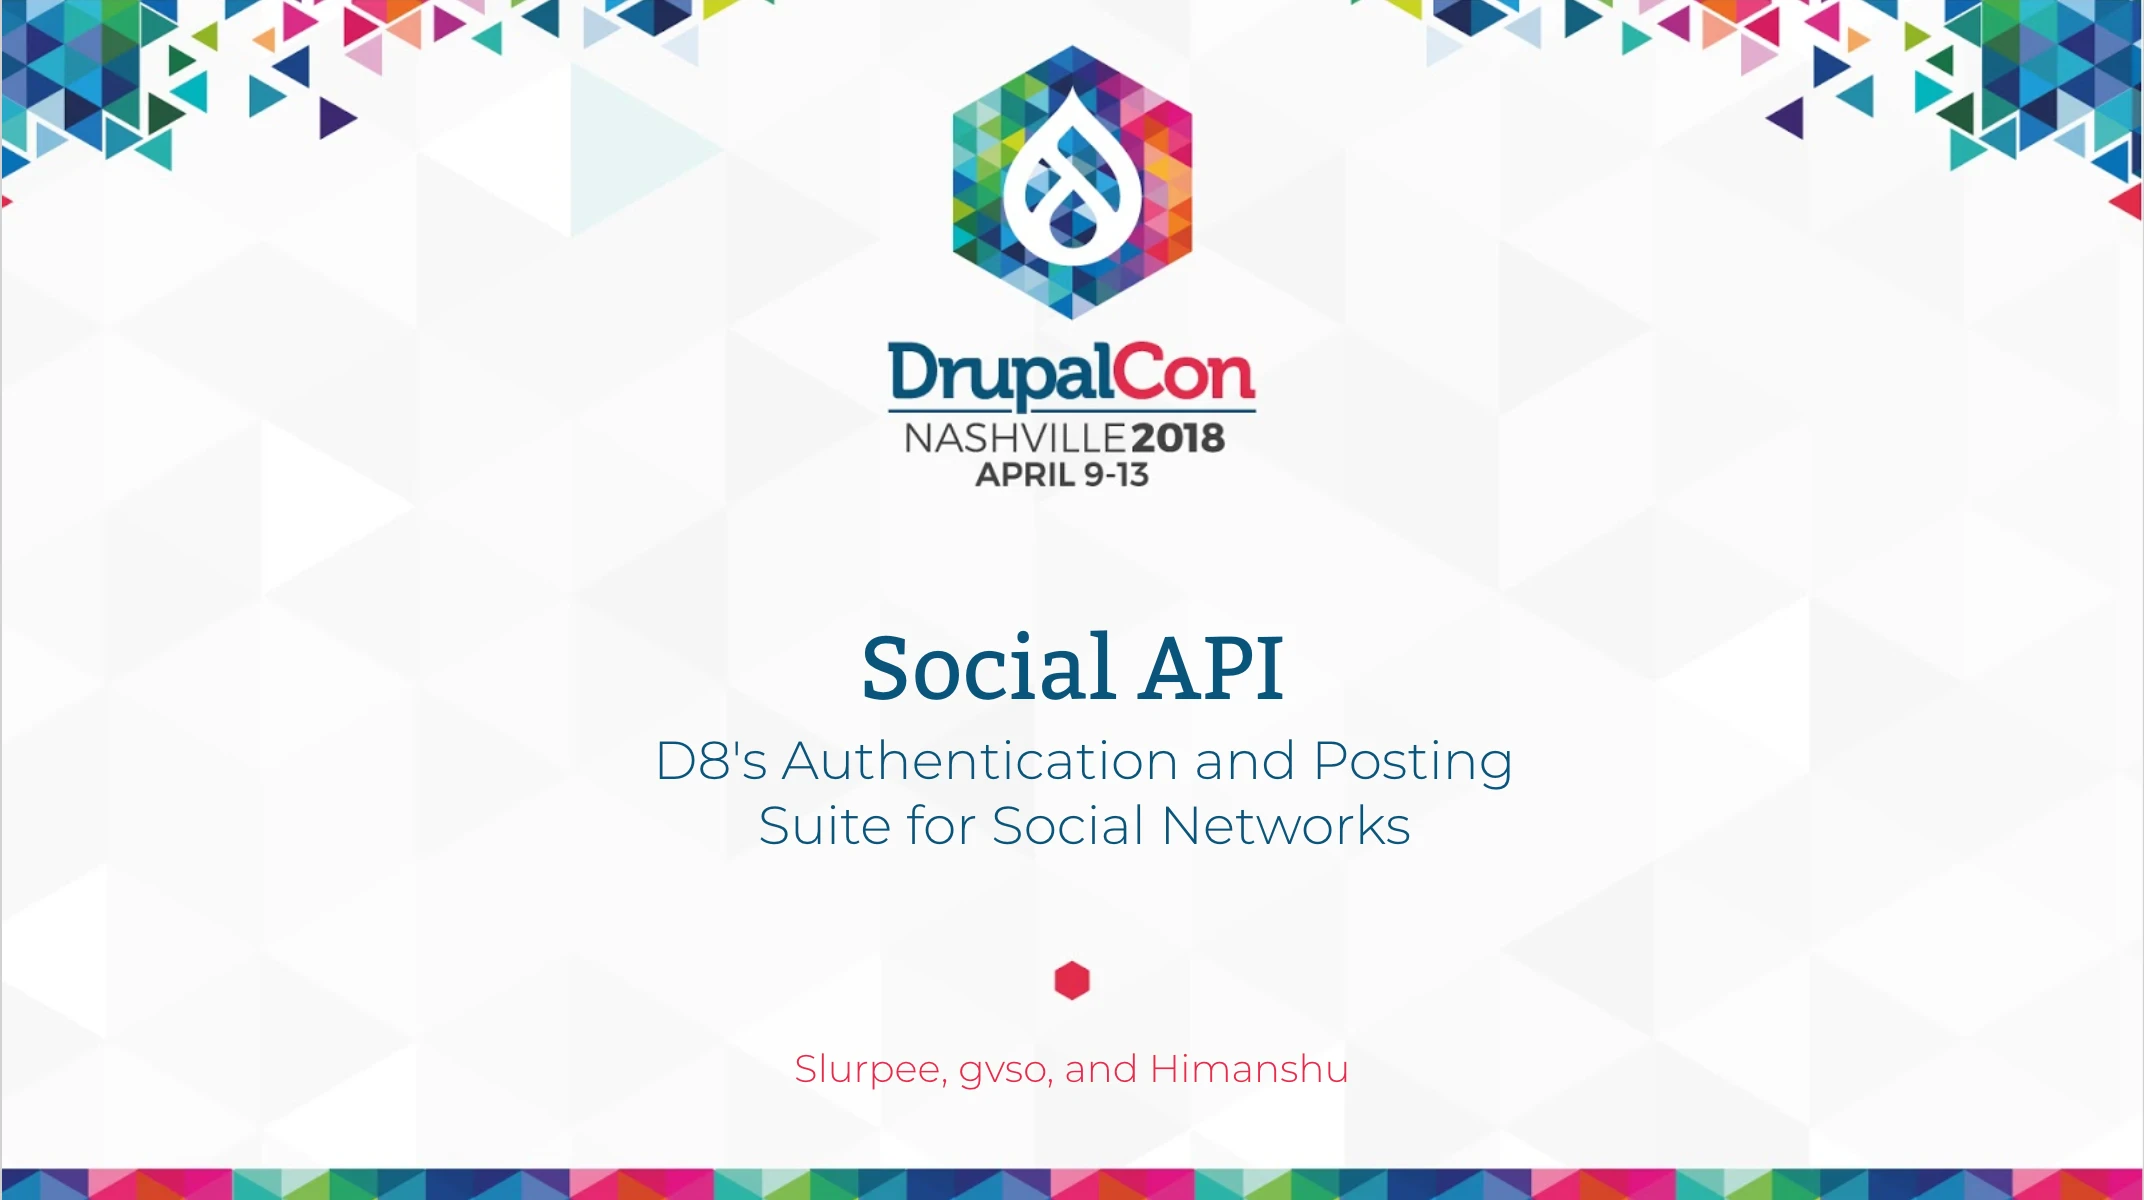 DrupalCon
NASHVILLE 2018
APRIL 9-13
Social API
D8's Authentication and Posting
Suite for Social Networks
Slurpee, gvso, and Himanshu